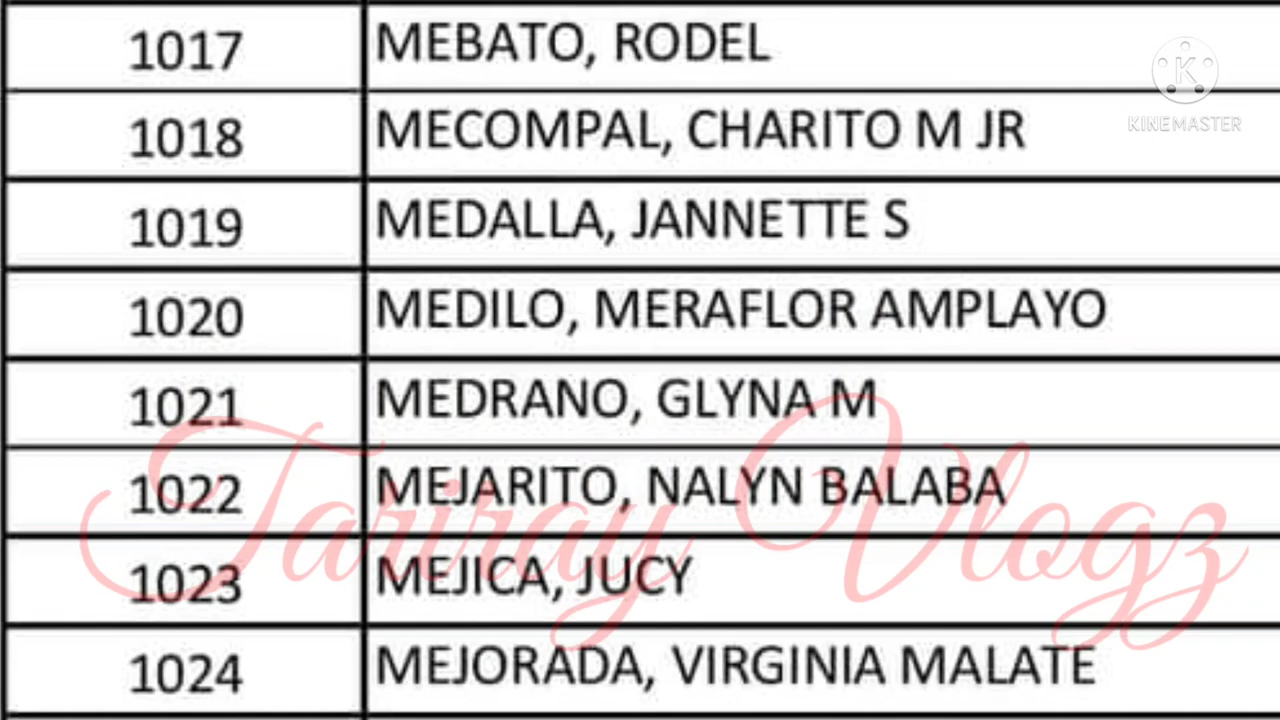 1017 MEBATO, RODEL
KINEMASTER
1018 MECOMPAL, CHARITO M JR
1019 MEDALLA, JANNETTE S
1020 MEDILO, MERAFLOR AMPLAYO
1021 MEDRANO, GLYNA M
1022 MEJARITO, NALYN BALABA
Tariray Vlogz
1023 MEJICA, JUCY
1024 MEJORADA, VIRGINIA MALATE